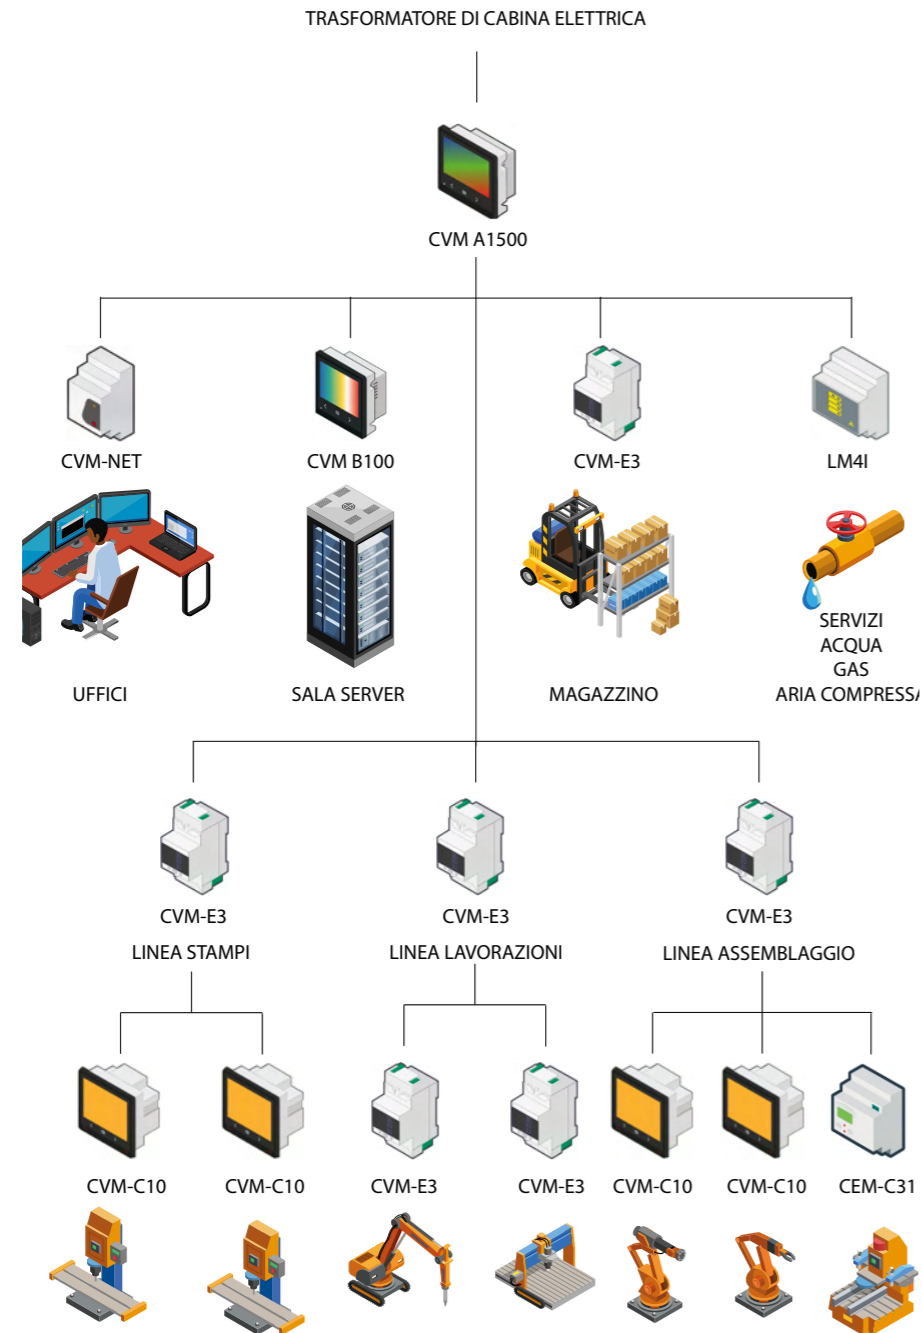 TRASFORMATORE DI CABINA ELETTRICA
CVM A1500
CVM-NET
CVM B100
CVM-E3
LM4I
UFFICI
SALA SERVER
MAGAZZINO
SERVIZI
ACQUA
GAS
ARIA COMPRESSA
CVM-E3
CVM-E3
CVM-E3
LINEA STAMPI
LINEA LAVORAZIONI
LINEA ASSEMBLAGGIO
CVM-C10
CVM-C10
CVM-E3
CVM-E3
CVM-C10
CVM-C10
CEM-C31